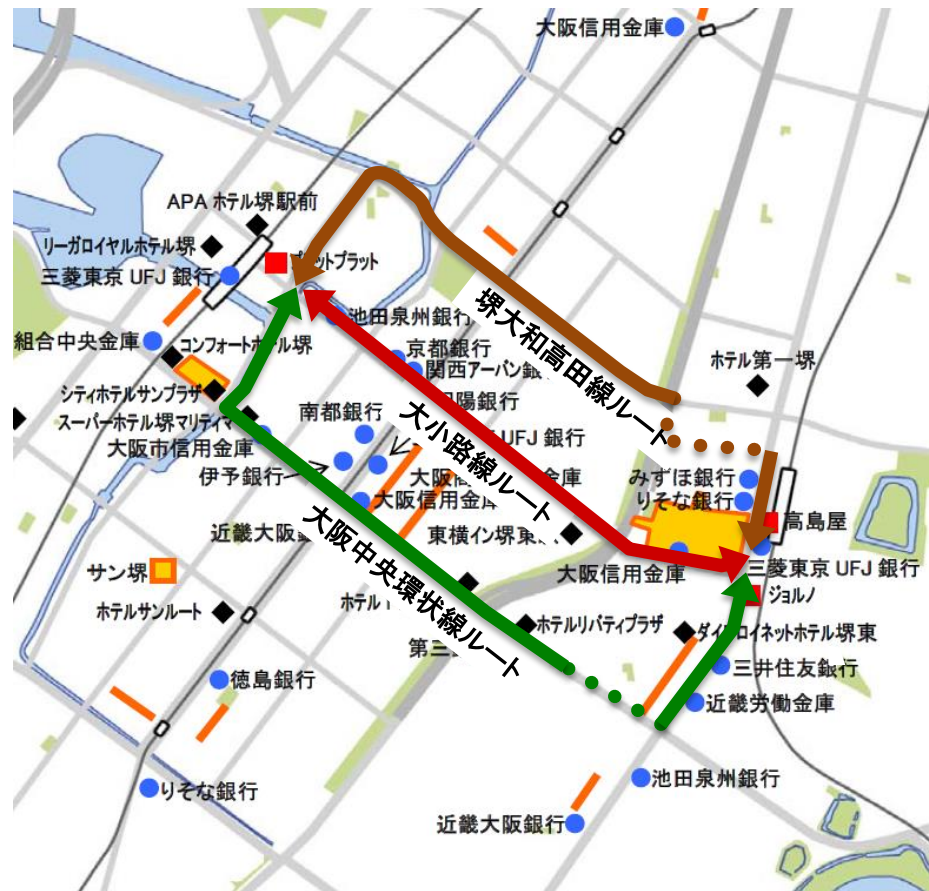 大阪信用金庫
APA ホテル堺駅前
リーガロイヤルホテル堺
三菱東京 UFJ 銀行
プラットプラット
組合中央金庫
コンフォートホテル堺
池田泉州銀行
京都銀行
関西アーバン銀
堺大和高田線ルート
ホテル第一堺
シティホテルサンプラザ
スーパーホテル堺マリティマ
南都銀行
陽銀行
大阪市信用金庫
UFJ 銀行
大小路線ルート
伊予銀行
大阪
金庫
みずほ銀行
大阪信用金庫
りそな銀行
高島屋
近畿大阪銀
大阪中央環状線ルート
東横イン堺東
大阪信用金庫
三菱東京 UFJ 銀行
サン堺
ジョルノ
ホテルサンルート
ホテル
ホテルリバティプラザ
ダイワロイネットホテル堺東
第三
三井住友銀行
徳島銀行
近畿労働金庫
りそな銀行
池田泉州銀行
近畿大阪銀行